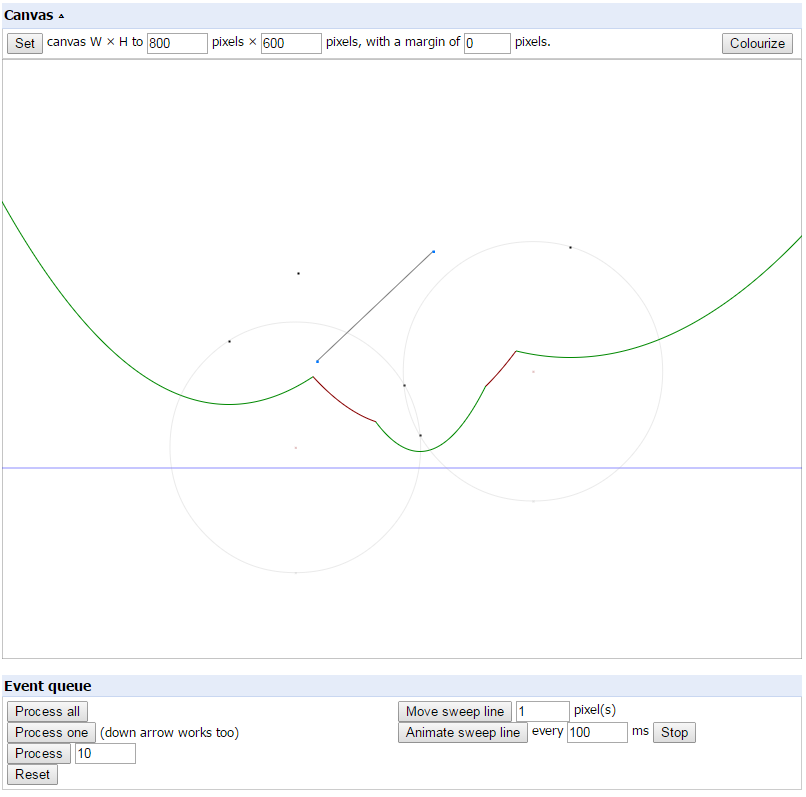 Canvas ▲
Set canvas W × H to 800 pixels × 600 pixels, with a margin of 0 pixels. Colourize
Event queue
Process all Move sweep line 1 pixel(s)
Process one (down arrow works too) Animate sweep line every 100 ms Stop
Process 10
Reset